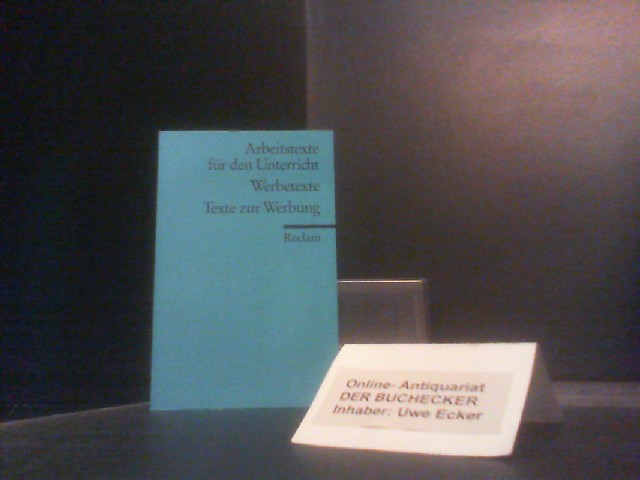 Arbeitstexte
für den Unterricht
Werbetexte
Texte zur Werbung
Reclam
Online- Antiquariat
DER BUCHECKER
Inhaber: Uwe Ecker